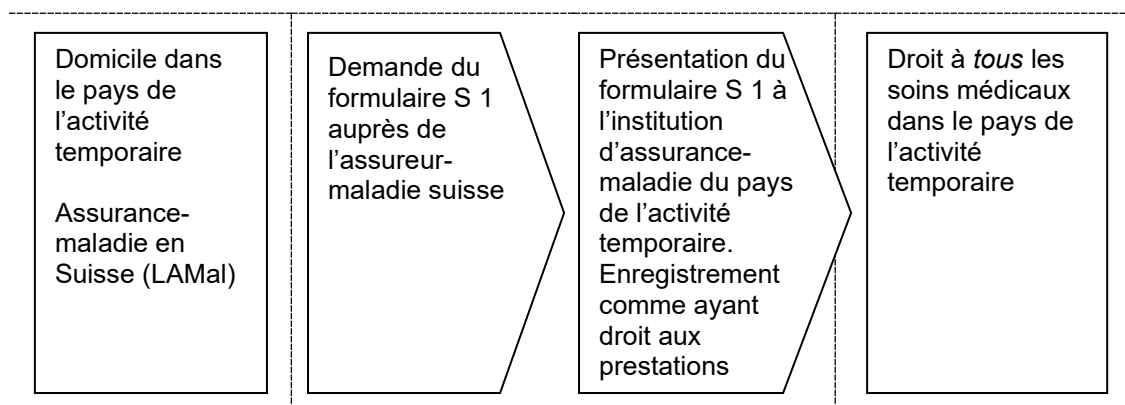 Domicile dans
le pays de
l’activité
temporaire
Assurance-
maladie en
Suisse (LAMal)
Demande du
formulaire S 1
auprès de
l’assureur-
maladie suisse
Présentation du
formulaire S 1 à
l’institution
d’assurance-
maladie du pays
de l’activité
temporaire.
Enregistrement
comme ayant
droit aux
prestations
Droit à tous les
soins médicaux
dans le pays de
l’activité
temporaire